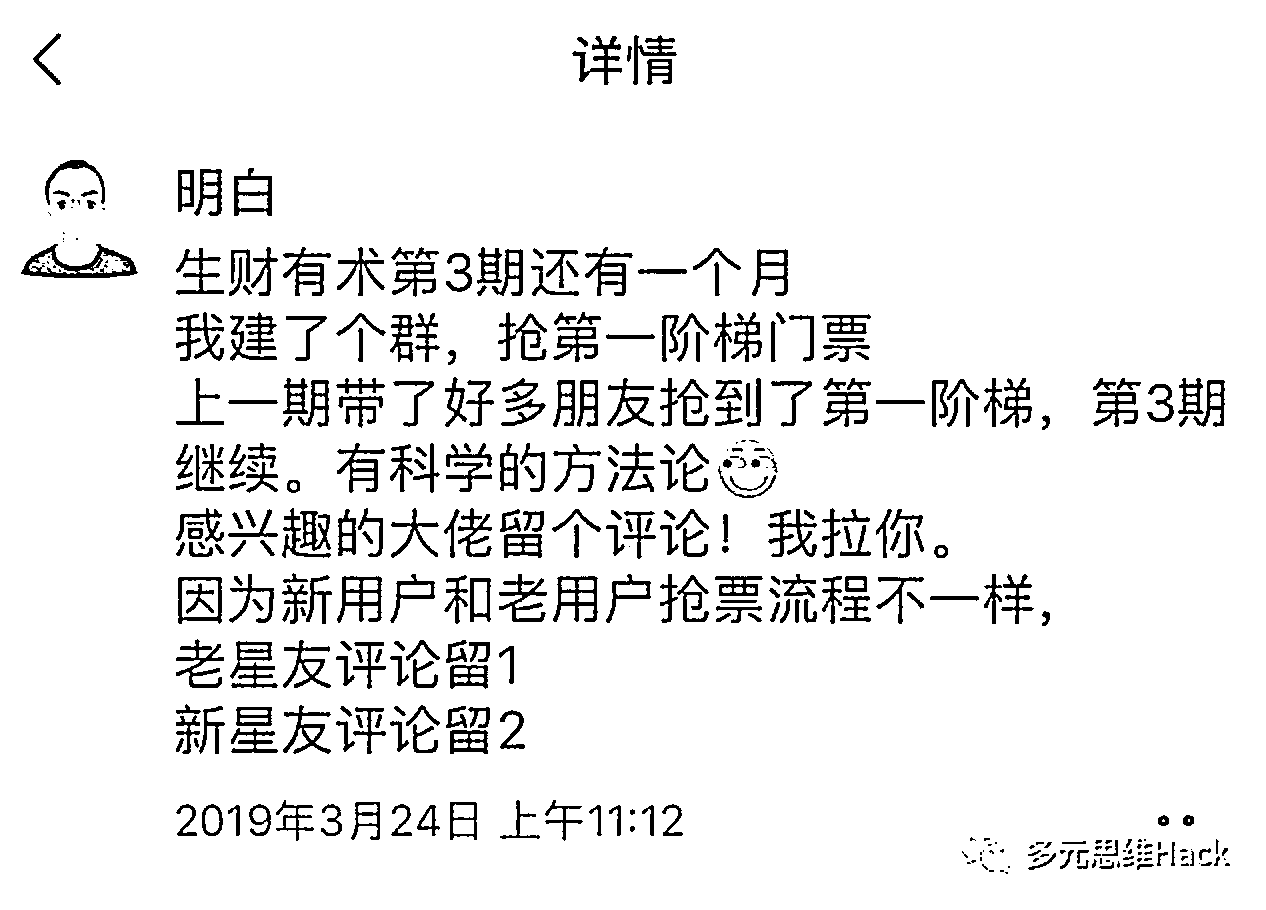 详情
明白
生财有术第3期还有一个月
我建了个群，抢第一阶梯门票
上一期带了好多朋友抢到了第一阶梯，第3期
继续。有科学的方法论
感兴趣的大佬留个评论！我拉你。
因为新用户和老用户抢票流程不一样，
老星友评论留1
新星友评论留2
2019年3月24日 上午11:12
多元思维Hack